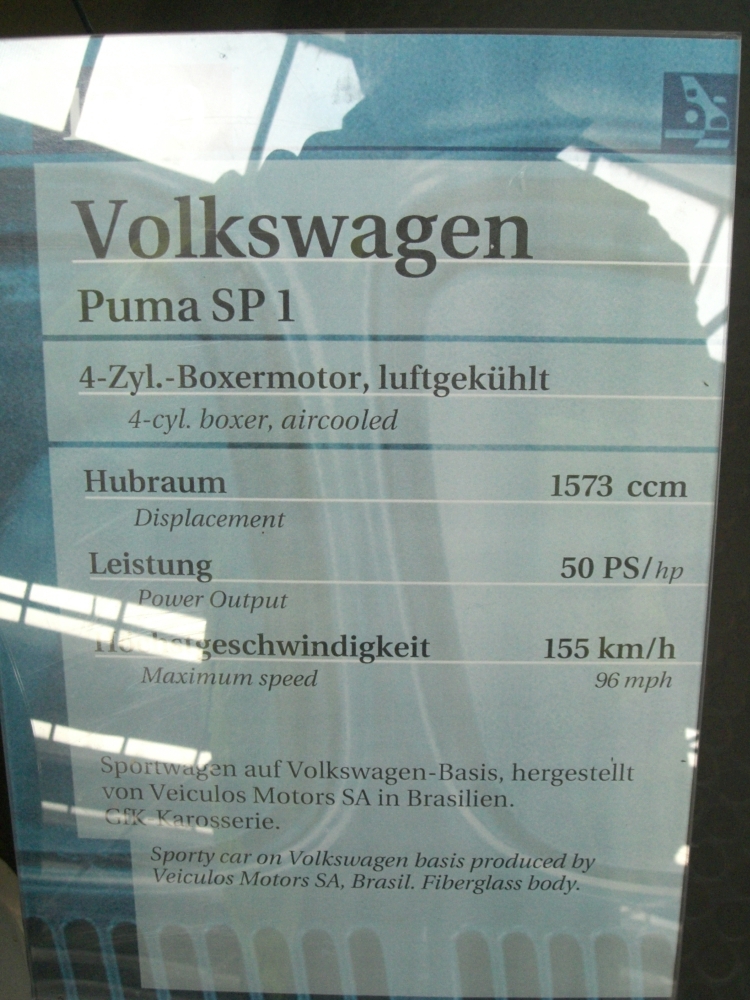 Volkswagen
Puma SP 1
4-Zyl.-Boxermotor, luftgekühlt
4-cyl. boxer, aircooled
Hubraum 1573 ccm
Displacement
Leistung 50 PS/hp
Power Output
Höchstgeschwindigkeit 155 km/h
Maximum speed 96 mph
Sportwagen auf Volkswagen-Basis, hergestellt
von Veiculos Motors SA in Brasilien.
GfK-Karosserie.
Sporty car on Volkswagen basis produced by
Veiculos Motors SA, Brasil. Fiberglass body.